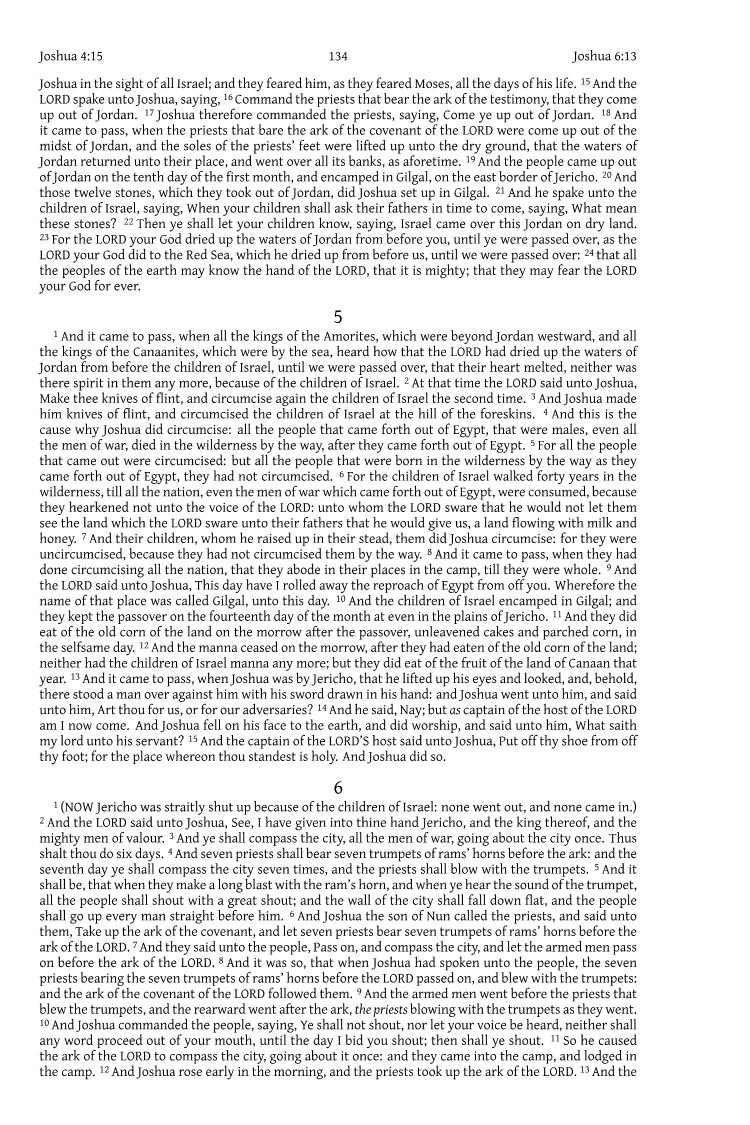 Joshua 4:15 134 Joshua 6:13
Joshua in the sight of all Israel; and they feared him, as they feared Moses, all the days of his life. 15 And the
LORD spake unto Joshua, saying, 16 Command the priests that bear the ark of the testimony, that they come
up out of Jordan. 17 Joshua therefore commanded the priests, saying, Come ye up out of Jordan. 18 And
it came to pass, when the priests that bare the ark of the covenant of the LORD were come up out of the
midst of Jordan, and the soles of the priests’ feet were lifted up unto the dry ground, that the waters of
Jordan returned unto their place, and went over all its banks, as aforetime. 19 And the people came up out
of Jordan on the tenth day of the first month, and encamped in Gilgal, on the east border of Jericho. 20 And
those twelve stones, which they took out of Jordan, did Joshua set up in Gilgal. 21 And he spake unto the
children of Israel, saying, When your children shall ask their fathers in time to come, saying, What mean
these stones? 22 Then ye shall let your children know, saying, Israel came over this Jordan on dry land.
23 For the LORD your God dried up the waters of Jordan from before you, until ye were passed over, as the
LORD your God did to the Red Sea, which he dried up from before us, until we were passed over: 24 that all
the peoples of the earth may know the hand of the LORD, that it is mighty; that they may fear the LORD
your God for ever.
5
1 And it came to pass, when all the kings of the Amorites, which were beyond Jordan westward, and all
the kings of the Canaanites, which were by the sea, heard how that the LORD had dried up the waters of
Jordan from before the children of Israel, until we were passed over, that their heart melted, neither was
there spirit in them any more, because of the children of Israel. 2 At that time the LORD said unto Joshua,
Make thee knives of flint, and circumcise again the children of Israel the second time. 3 And Joshua made
him knives of flint, and circumcised the children of Israel at the hill of the foreskins. 4 And this is the
cause why Joshua did circumcise: all the people that came forth out of Egypt, that were males, even all
the men of war, died in the wilderness by the way, after they came forth out of Egypt. 5 For all the people
that came out were circumcised: but all the people that were born in the wilderness by the way as they
came forth out of Egypt, they had not circumcised. 6 For the children of Israel walked forty years in the
wilderness, till all the nation, even the men of war which came forth out of Egypt, were consumed, because
they hearkened not unto the voice of the LORD: unto whom the LORD sware that he would not let them
see the land which the LORD sware unto their fathers that he would give us, a land flowing with milk and
honey. 7 And their children, whom he raised up in their stead, them did Joshua circumcise: for they were
uncircumcised, because they had not circumcised them by the way. 8 And it came to pass, when they had
done circumcising all the nation, that they abode in their places in the camp, till they were whole. 9 And
the LORD said unto Joshua, This day have I rolled away the reproach of Egypt from off you. Wherefore the
name of that place was called Gilgal, unto this day. 10 And the children of Israel encamped in Gilgal; and
they kept the passover on the fourteenth day of the month at even in the plains of Jericho. 11 And they did
eat of the old corn of the land on the morrow after the passover, unleavened cakes and parched corn, in
the selfsame day. 12 And the manna ceased on the morrow, after they had eaten of the old corn of the land;
neither had the children of Israel manna any more; but they did eat of the fruit of the land of Canaan that
year. 13 And it came to pass, when Joshua was by Jericho, that he lifted up his eyes and looked, and, behold,
there stood a man over against him with his sword drawn in his hand: and Joshua went unto him, and said
unto him, Art thou for us, or for our adversaries? 14 And he said, Nay; but as captain of the host of the LORD
am I now come. And Joshua fell on his face to the earth, and did worship, and said unto him, What saith
my lord unto his servant? 15 And the captain of the LORD’S host said unto Joshua, Put off thy shoe from off
thy foot; for the place whereon thou standest is holy. And Joshua did so.
6
1 (NOW Jericho was straitly shut up because of the children of Israel: none went out, and none came in.)
2 And the LORD said unto Joshua, See, I have given into thine hand Jericho, and the king thereof, and the
mighty men of valour. 3 And ye shall compass the city, all the men of war, going about the city once. Thus
shalt thou do six days. 4 And seven priests shall bear seven trumpets of rams’ horns before the ark: and the
seventh day ye shall compass the city seven times, and the priests shall blow with the trumpets. 5 And it
shall be, that when they make a long blast with the ram’s horn, and when ye hear the sound of the trumpet,
all the people shall shout with a great shout; and the wall of the city shall fall down flat, and the people
shall go up every man straight before him. 6 And Joshua the son of Nun called the priests, and said unto
them, Take up the ark of the covenant, and let seven priests bear seven trumpets of rams’ horns before the
ark of the LORD. 7 And they said unto the people, Pass on, and compass the city, and let the armed men pass
on before the ark of the LORD. 8 And it was so, that when Joshua had spoken unto the people, the seven
priests bearing the seven trumpets of rams’ horns before the LORD passed on, and blew with the trumpets:
and the ark of the covenant of the LORD followed them. 9 And the armed men went before the priests that
blew the trumpets, and the rearward went after the ark, the priests blowing with the trumpets as they went.
10 And Joshua commanded the people, saying, Ye shall not shout, nor let your voice be heard, neither shall
any word proceed out of your mouth, until the day I bid you shout; then shall ye shout. 11 So he caused
the ark of the LORD to compass the city, going about it once: and they came into the camp, and lodged in
the camp. 12 And Joshua rose early in the morning, and the priests took up the ark of the LORD. 13 And the